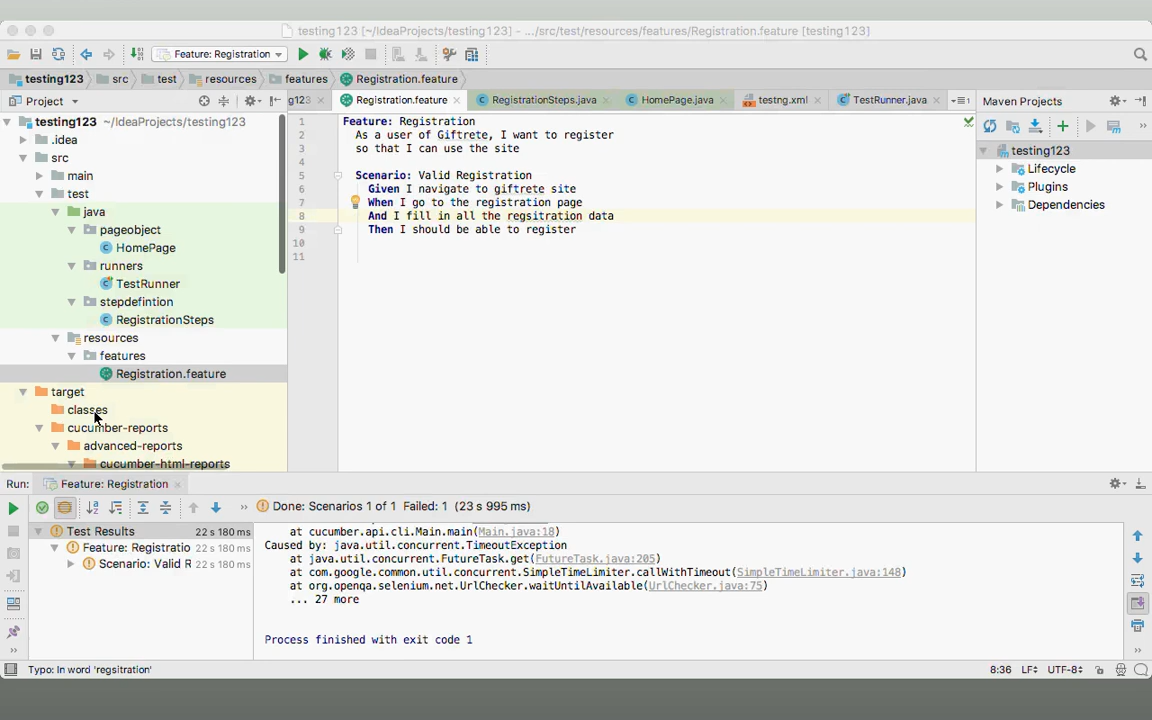 testing123 [~/IdeaProjects/testing123] - .../src/test/resources/features/Registration.feature [testing123]
Feature: Registration
testing123 src test resources features Registration.feature
Project
g123 Registration.feature RegistrationSteps.java HomePage.java testng.xml TestRunner.java
Maven Projects
testing123 ~/IdeaProjects/testing123
.idea
src
main
test
java
pageobject
HomePage
runners
TestRunner
stepdefintion
RegistrationSteps
resources
features
Registration.feature
target
classes
cucumber-reports
advanced-reports
cucumber-html-reports
1 Feature: Registration
2 As a user of Giftrete, I want to register
3 so that I can use the site
4
5 Scenario: Valid Registration
6 Given I navigate to giftrete site
7 When I go to the registration page
8 And I fill in all the regsitration data
9 Then I should be able to register
10
11
testing123
Lifecycle
Plugins
Dependencies
Run: Feature: Registration
Done: Scenarios 1 of 1 Failed: 1 (23 s 995 ms)
Test Results 22 s 180 ms
Feature: Registratio 22 s 180 ms
Scenario: Valid R 22 s 180 ms
at cucumber.api.cli.Main.main(Main.java:18)
Caused by: java.util.concurrent.TimeoutException
at java.util.concurrent.FutureTask.get(FutureTask.java:205)
at com.google.common.util.concurrent.SimpleTimeLimiter.callWithTimeout(SimpleTimeLimiter.java:148)
at org.openqa.selenium.net.UrlChecker.waitUntilAvailable(UrlChecker.java:75)
... 27 more
Process finished with exit code 1
Typo: In word 'regsitration'
8:36 LF UTF-8